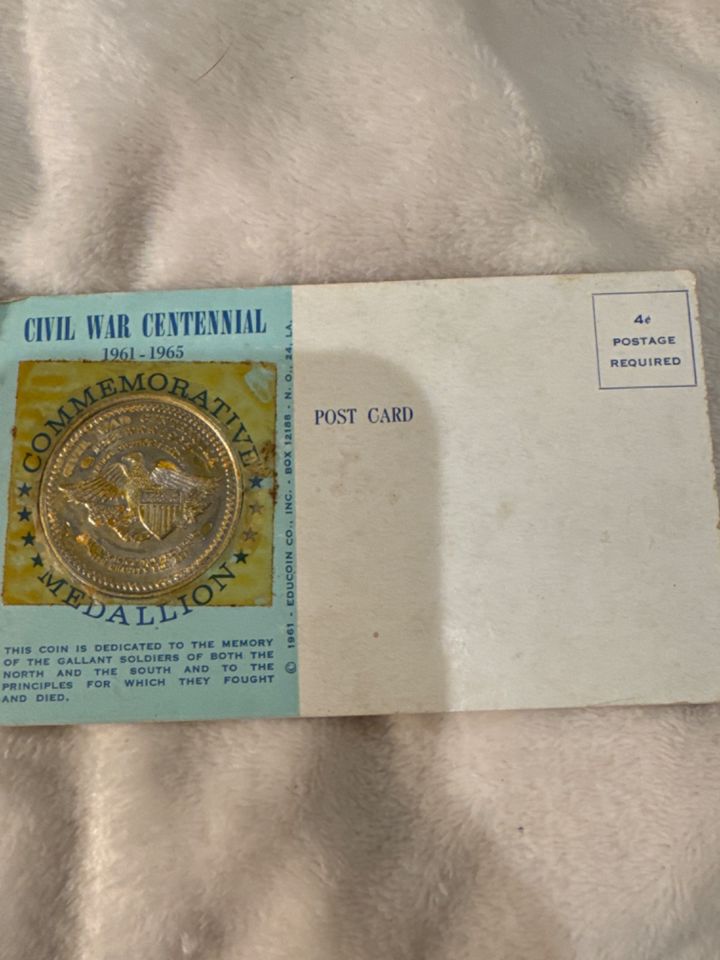 CIVIL WAR CENTENNIAL
1961 - 1965
COMMEMORATIVE
MEDALLION
THIS COIN IS DEDICATED TO THE MEMORY
OF THE GALLANT SOLDIERS OF BOTH THE
NORTH AND THE SOUTH AND TO THE
PRINCIPLES FOR WHICH THEY FOUGHT
AND DIED.
© 1961 - EDUCOIN CO., INC. - BOX 12188 - N. O., 24, LA.
POST CARD
4¢
POSTAGE
REQUIRED
CIVIL WAR